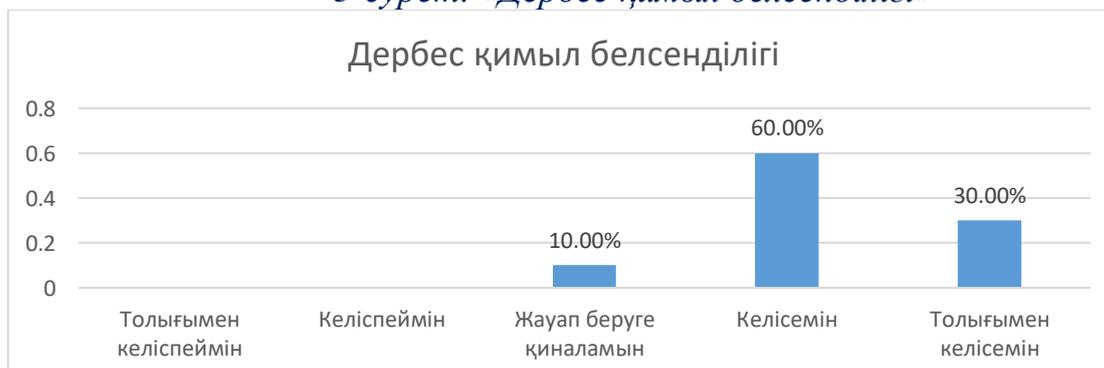 Дербес қимыл белсенділігі
0.8
0.6
0.4
0.2
0
10.00%
60.00%
30.00%
Толығымен
келіспеймін
Келіспеймін
Жауап беруге
қиналамын
Келісемін
Толығымен
келісемін